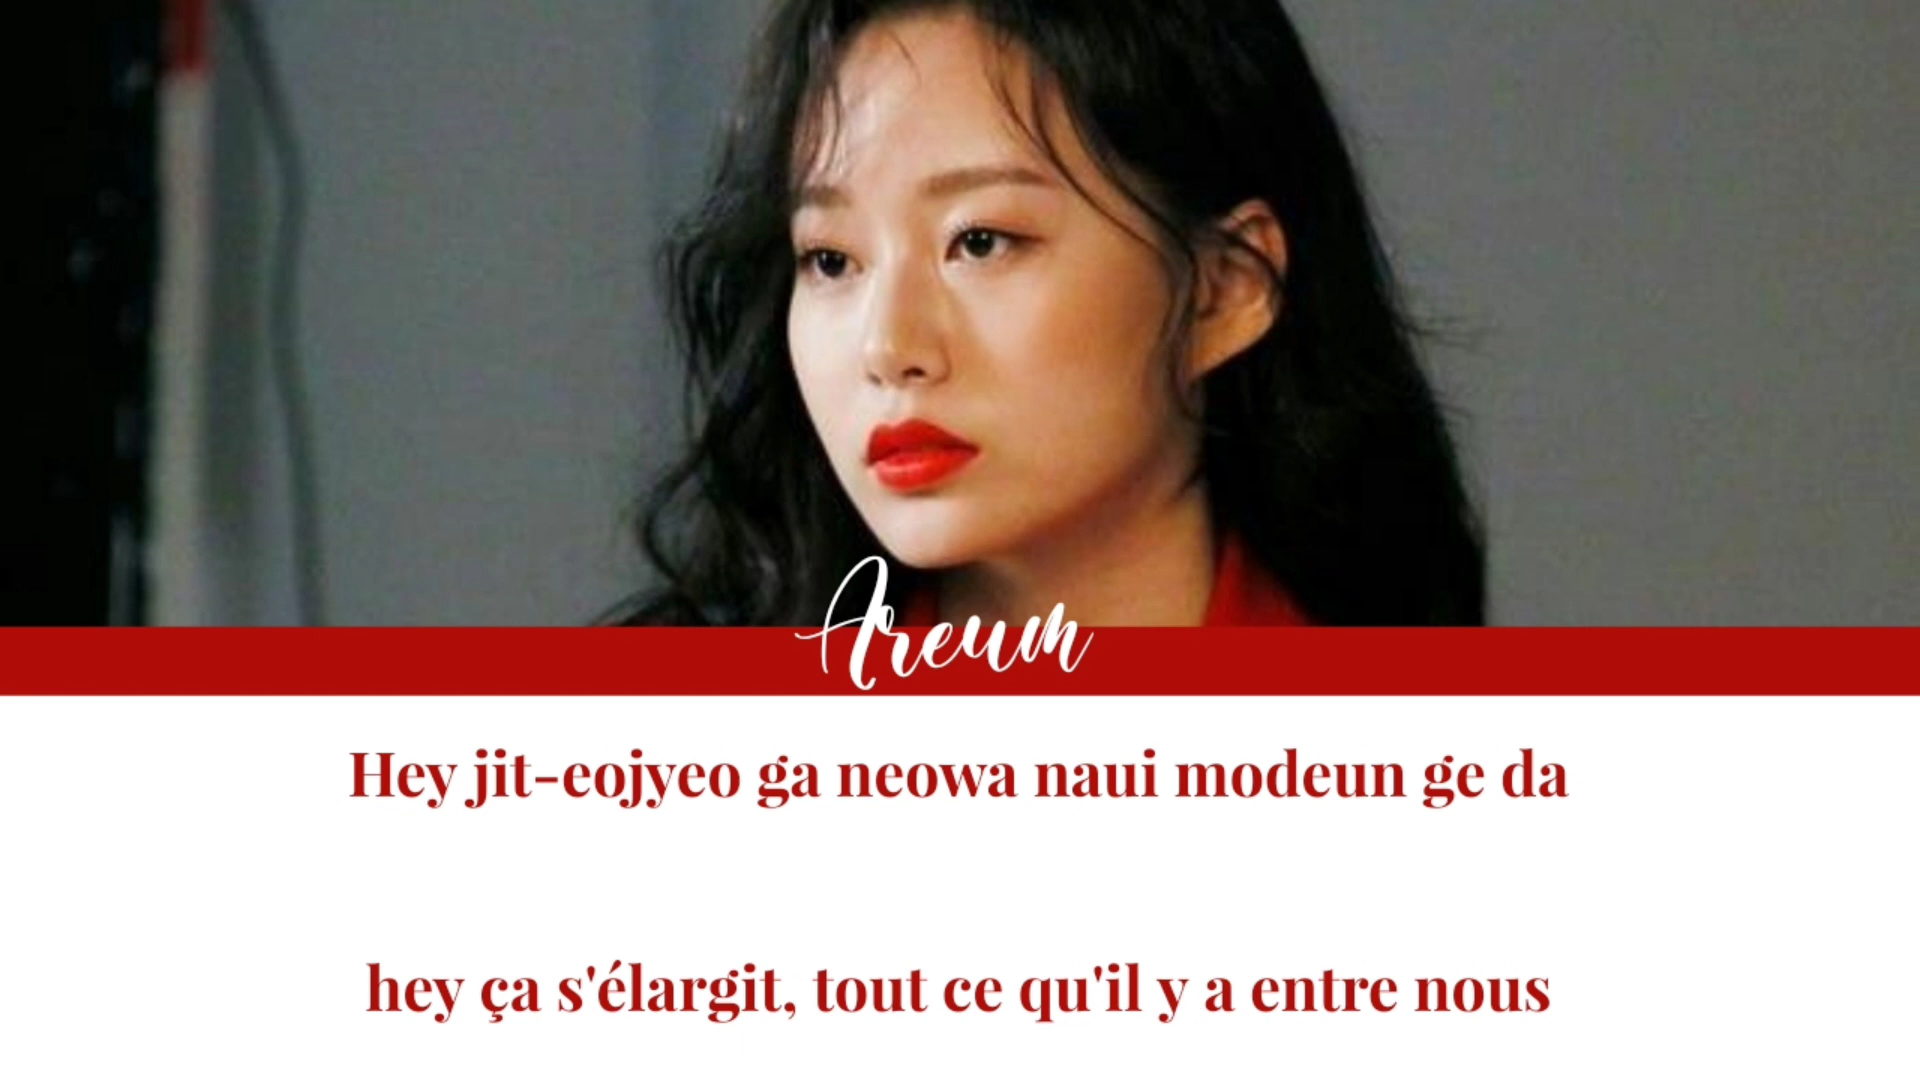 Areum
Hey jit-eojyeo ga neowa naui modeun ge da
hey ça s'élargit, tout ce qu'il y a entre nous